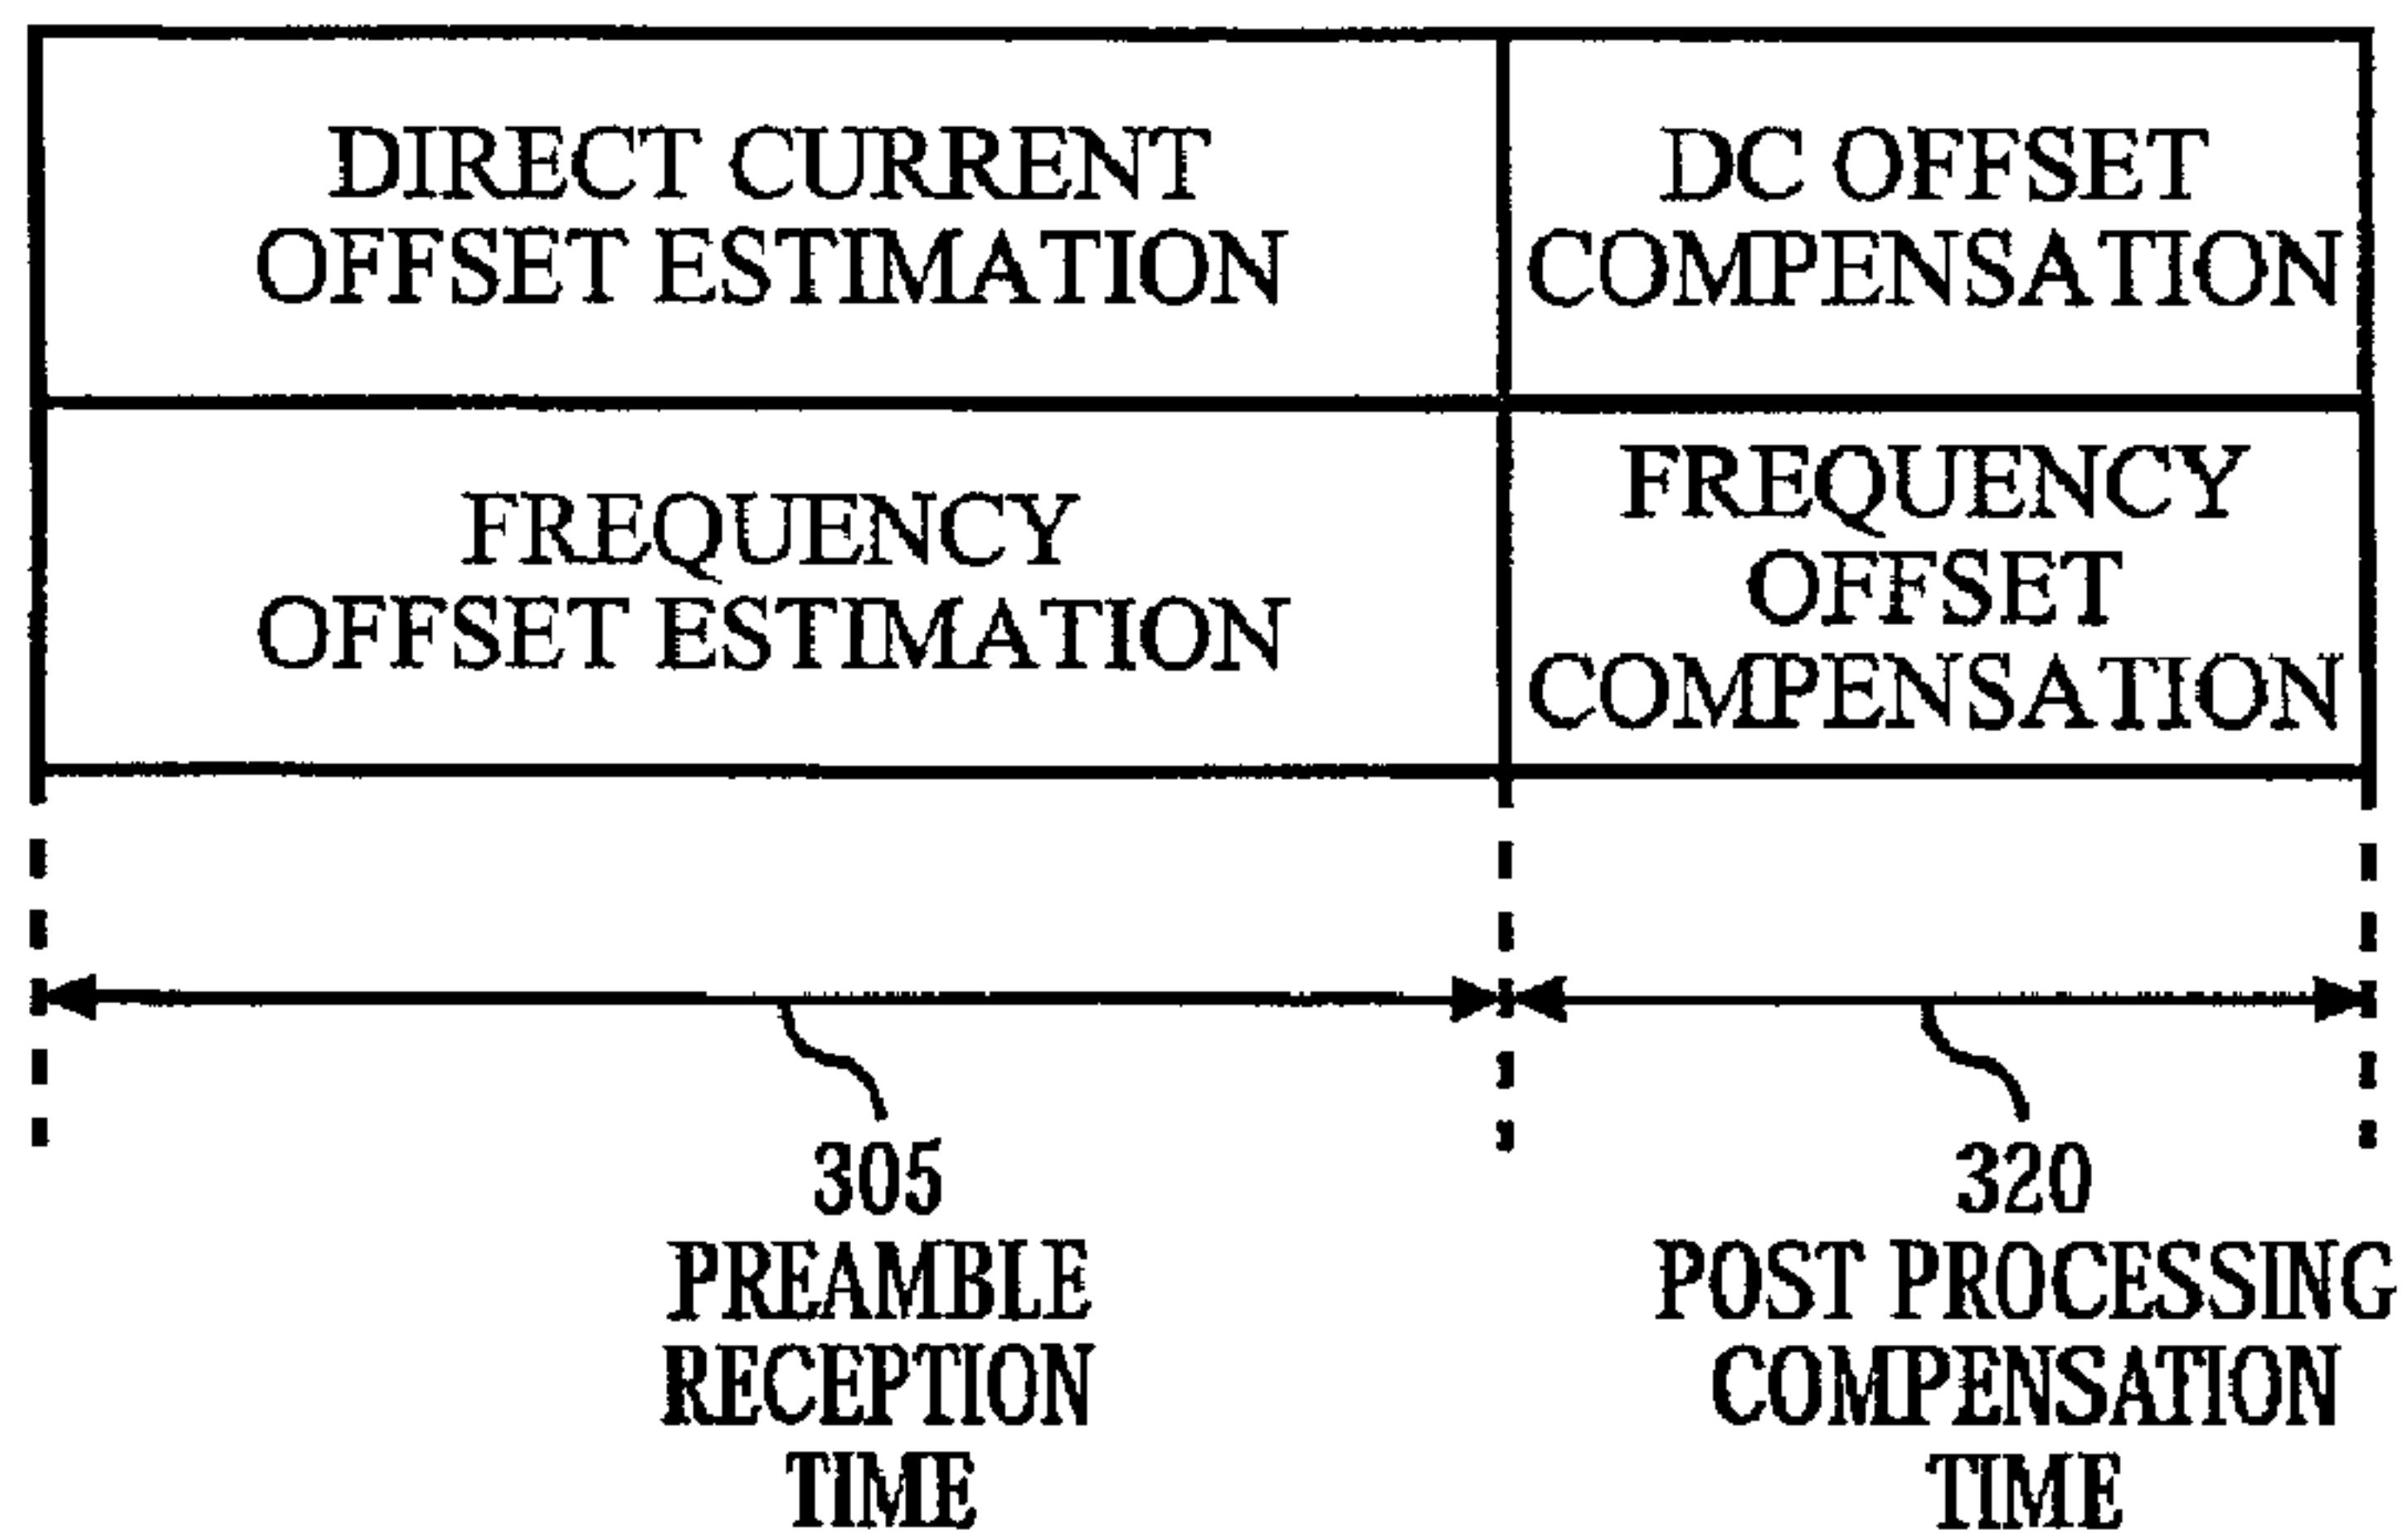 DIRECT CURRENT
OFFSET ESTIMATION
DC OFFSET
COMPENSATION
FREQUENCY
OFFSET ESTIMATION
FREQUENCY
OFFSET
COMPENSATION
305
PREAMBLE
RECEPTION
TIME
320
POST PROCESSING
COMPENSATION
TIME